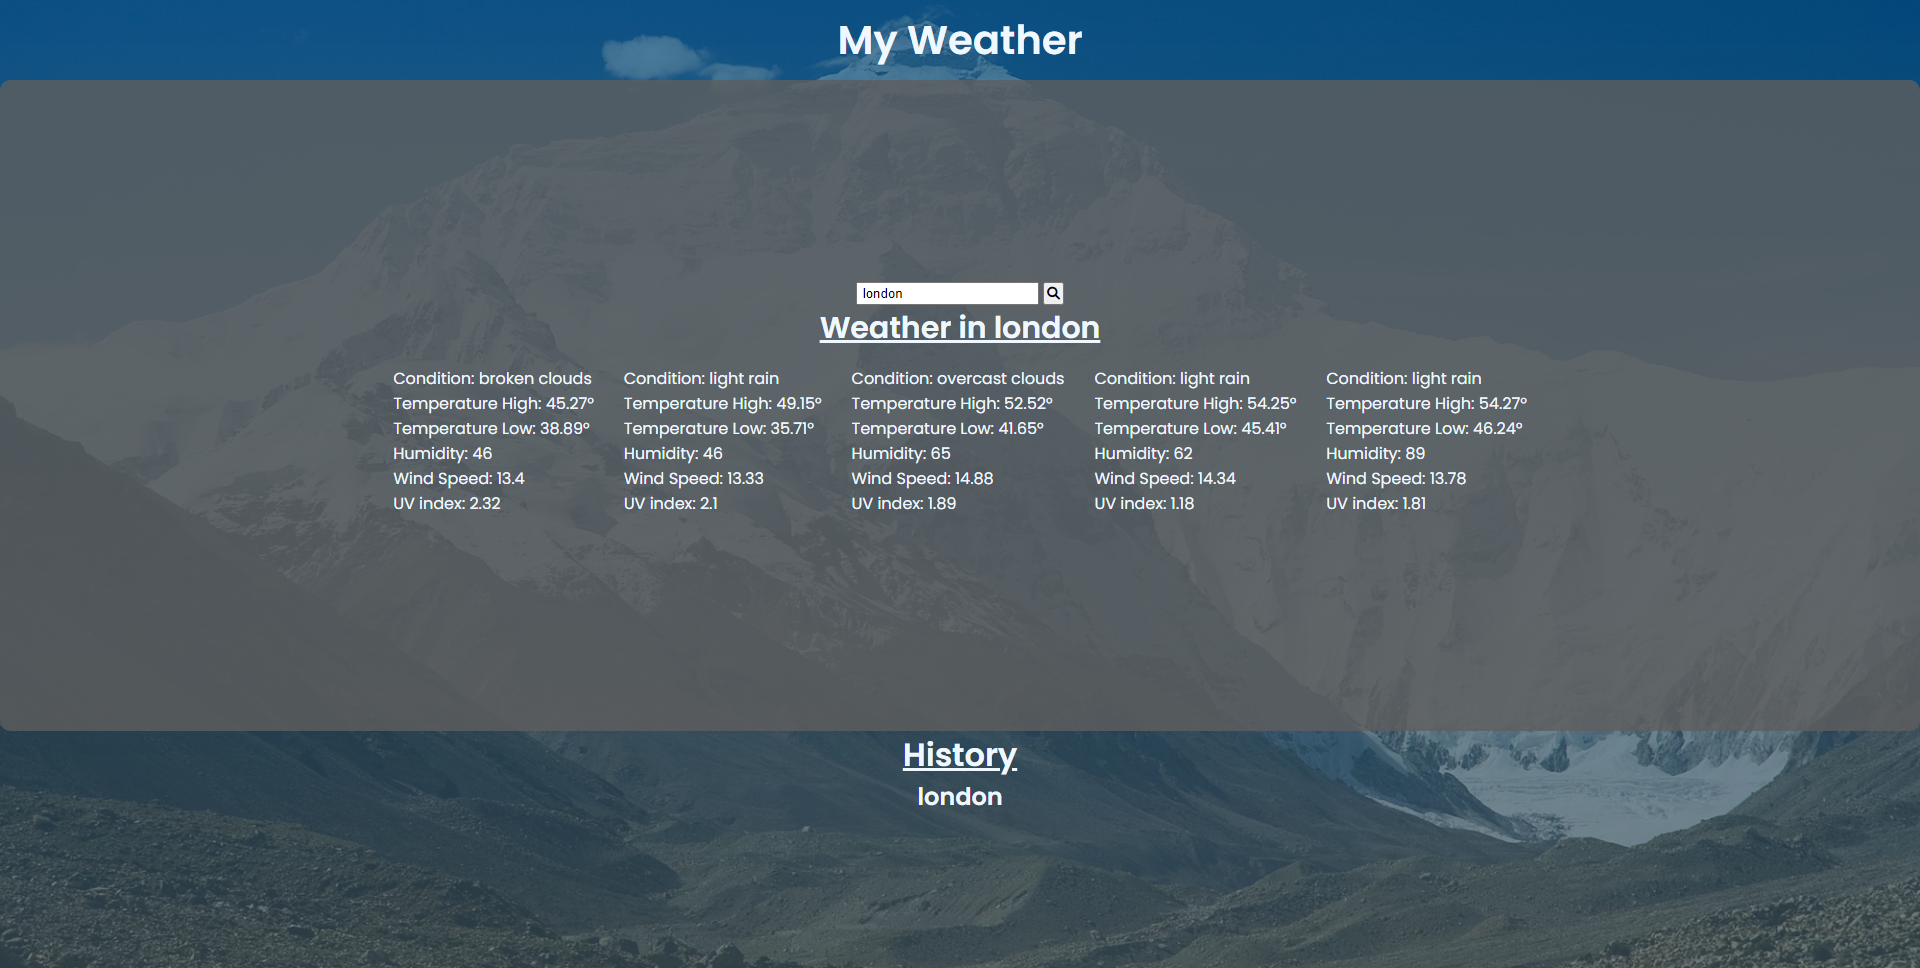 My Weather
london
Weather in london
Condition: broken clouds
Temperature High: 45.27°
Temperature Low: 38.89°
Humidity: 46
Wind Speed: 13.4
UV index: 2.32
Condition: light rain
Temperature High: 49.15°
Temperature Low: 35.71°
Humidity: 46
Wind Speed: 13.33
UV index: 2.1
Condition: overcast clouds
Temperature High: 52.52°
Temperature Low: 41.65°
Humidity: 65
Wind Speed: 14.88
UV index: 1.89
Condition: light rain
Temperature High: 54.25°
Temperature Low: 45.41°
Humidity: 62
Wind Speed: 14.34
UV index: 1.18
Condition: light rain
Temperature High: 54.27°
Temperature Low: 46.24°
Humidity: 89
Wind Speed: 13.78
UV index: 1.81
History
london